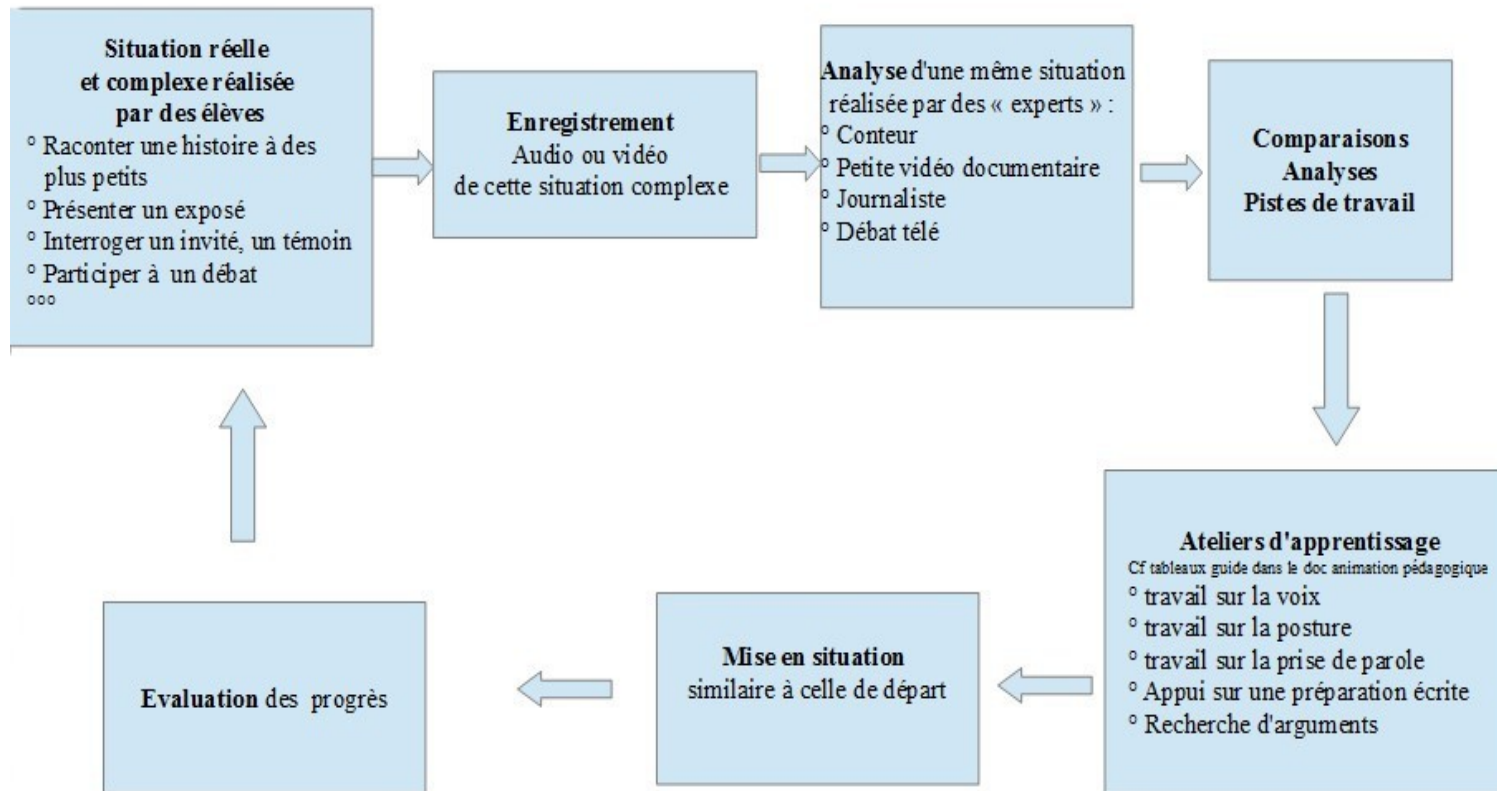 Situation réelle
et complexe réalisée
par des élèves
° Raconter une histoire à des
plus petits
° Présenter un exposé
° Interroger un invité, un témoin
° Participer à un débat
°°°
Enregistrement
Audio ou vidéo
de cette situation complexe
Analyse d'une même situation
réalisée par des « experts » :
° Conteur
° Petite vidéo documentaire
° Journaliste
° Débat télé
Comparaisons
Analyses
Pistes de travail
Ateliers d'apprentissage
Cf tableaux guide dans le doc animation pédagogique
° travail sur la voix
° travail sur la posture
° travail sur la prise de parole
° Appui sur une préparation écrite
° Recherche d'arguments
Mise en situation
similaire à celle de départ
Evaluation des progrès